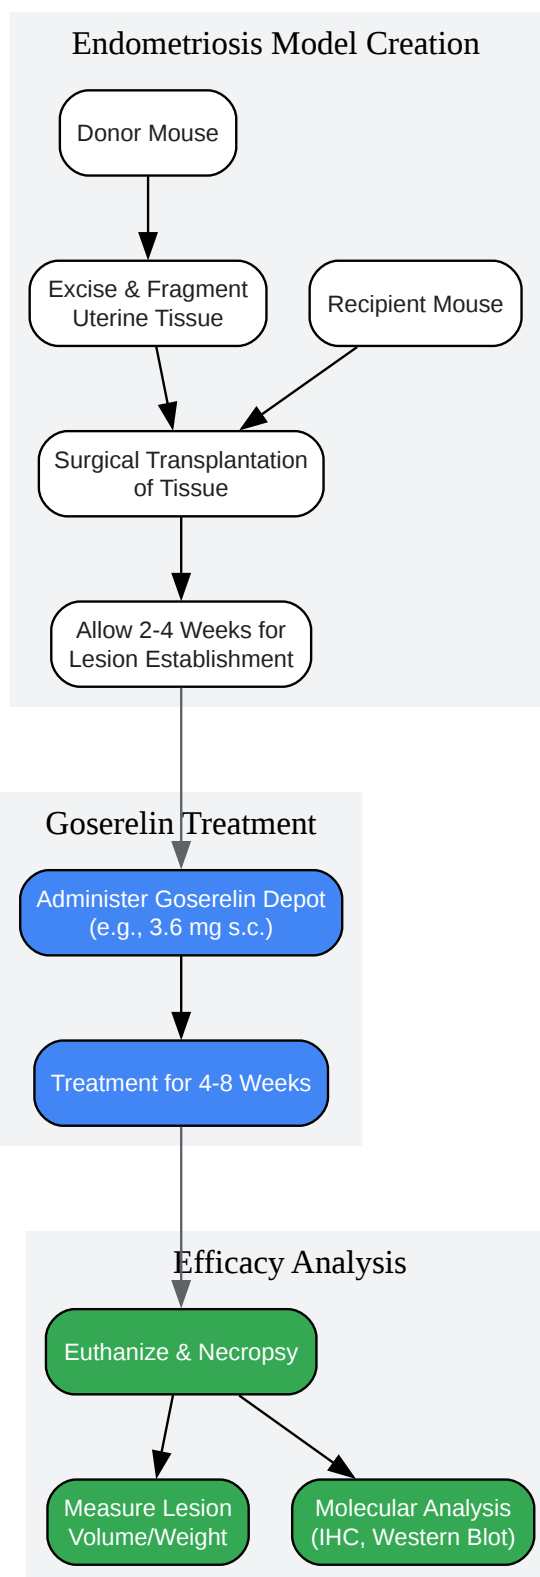 Endometriosis Model Creation
Donor Mouse
Excise & Fragment
Uterine Tissue
Recipient Mouse
Surgical Transplantation
of Tissue
Allow 2-4 Weeks for
Lesion Establishment
Goserelin Treatment
Administer Goserelin Depot
(e.g., 3.6 mg s.c.)
Treatment for 4-8 Weeks
Efficacy Analysis
Euthanize & Necropsy
Measure Lesion
Volume/Weight
Molecular Analysis
(IHC, Western Blot)